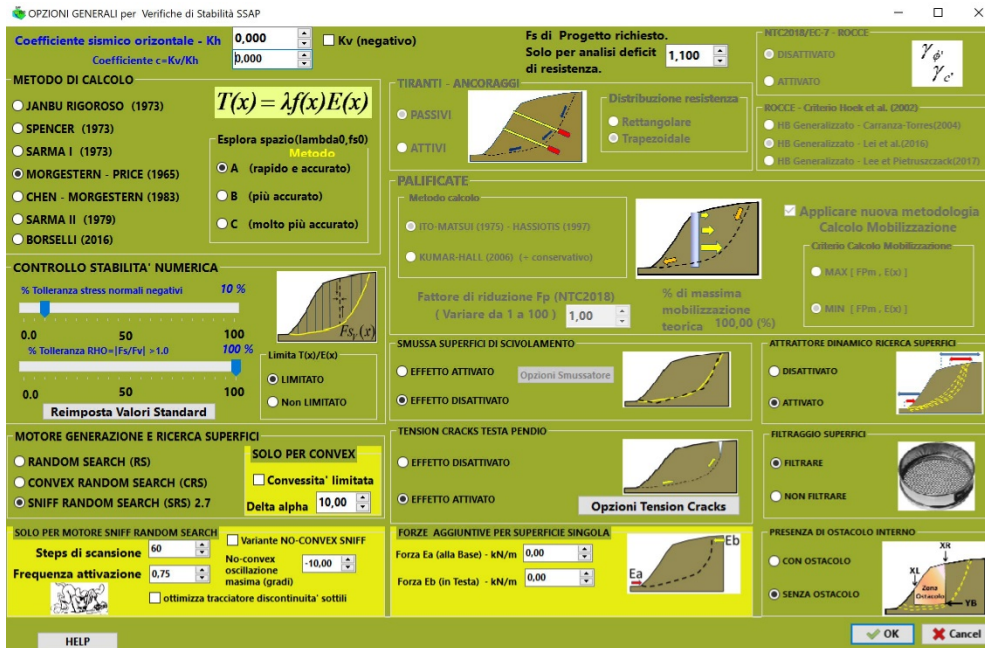 OPZIONI GENERALI per Verifiche di Stabilità SSAP
Coefficiente sismico orizontale - Kh 0,000
Kv (negativo)
Coefficiente c=Kv/Kh 0,000
Fs di Progetto richiesto.
Solo per analisi deficit
di resistenza.
1,100
NTC2018/EC-7 - ROCCE
DISATTIVATO
ATTIVATO
γφ'
γc'
METODO DI CALCOLO
JANBU RIGOROSO (1973)
SPENCER (1973)
SARMA I (1973)
MORGESTERN - PRICE (1965)
CHEN - MORGESTERN (1983)
SARMA II (1979)
BORSELLI (2016)
T(x) = λf(x)E(x)
Esplora spazio(lambda0,fs0)
Metodo
A (rapido e accurato)
B (più accurato)
C (molto più accurato)
TIRANTI - ANCORAGGI
PASSIVI
ATTIVI
Distribuzione resistenza
Rettangolare
Trapezoidale
ROCCE - Criterio Hoek et al. (2002)
HB Generalizzato - Carranza-Torres(2004)
HB Generalizzato - Lei et al.(2016)
HB Generalizzato - Lee et Pietruszczack(2017)
PALIFICATE
Metodo calcolo
ITO-MATSUI (1975) - HASSIOTIS (1997)
KUMAR-HALL (2006) (+ conservativo)
Fattore di riduzione Fp (NTC2018)
( Variare da 1 a 100 ) 1,00
% di massima
mobilizzazione
teorica 100,00 (%)
Applicare nuova metodologia
Calcolo Mobilizzazione
Criterio Calcolo Mobilizzazione
MAX [ FPm , E(x) ]
MIN [ FPm , E(x) ]
CONTROLLO STABILITA' NUMERICA
% Tolleranza stress normali negativi 10 %
0.0 50 100
% Tolleranza RHO=|Fs/Fv| >1.0 100 %
0.0 50 100
Reimposta Valori Standard
Fs_v(x)
Limita T(x)/E(x)
LIMITATO
Non LIMITATO
SMUSSA SUPERFICI DI SCIVOLAMENTO
EFFETTO ATTIVATO
Opzioni Smussatore
EFFETTO DISATTIVATO
ATTRATTORE DINAMICO RICERCA SUPERFICI
DISATTIVATO
ATTIVATO
MOTORE GENERAZIONE E RICERCA SUPERFICI
RANDOM SEARCH (RS)
CONVEX RANDOM SEARCH (CRS)
SNIFF RANDOM SEARCH (SRS) 2.7
SOLO PER CONVEX
Convessita' limitata
Delta alpha 10,00
TENSION CRACKS TESTA PENDIO
EFFETTO DISATTIVATO
EFFETTO ATTIVATO
Opzioni Tension Cracks
FILTRAGGIO SUPERFICI
FILTRARE
NON FILTRARE
SOLO PER MOTORE SNIFF RANDOM SEARCH
Steps di scansione 60
Frequenza attivazione 0,75
Variante NO-CONVEX SNIFF
No-convex
oscillazione
masima (gradi)
-10,00
ottimizza tracciatore discontinuita' sottili
FORZE AGGIUNTIVE PER SUPERFICIE SINGOLA
Forza Ea (alla Base) - kN/m 0,00
Forza Eb (in Testa) - kN/m 0,00
Ea
Eb
PRESENZA DI OSTACOLO INTERNO
CON OSTACOLO
SENZA OSTACOLO
XR
XL
Zona
Ostacolo
YB
HELP
OK
Cancel